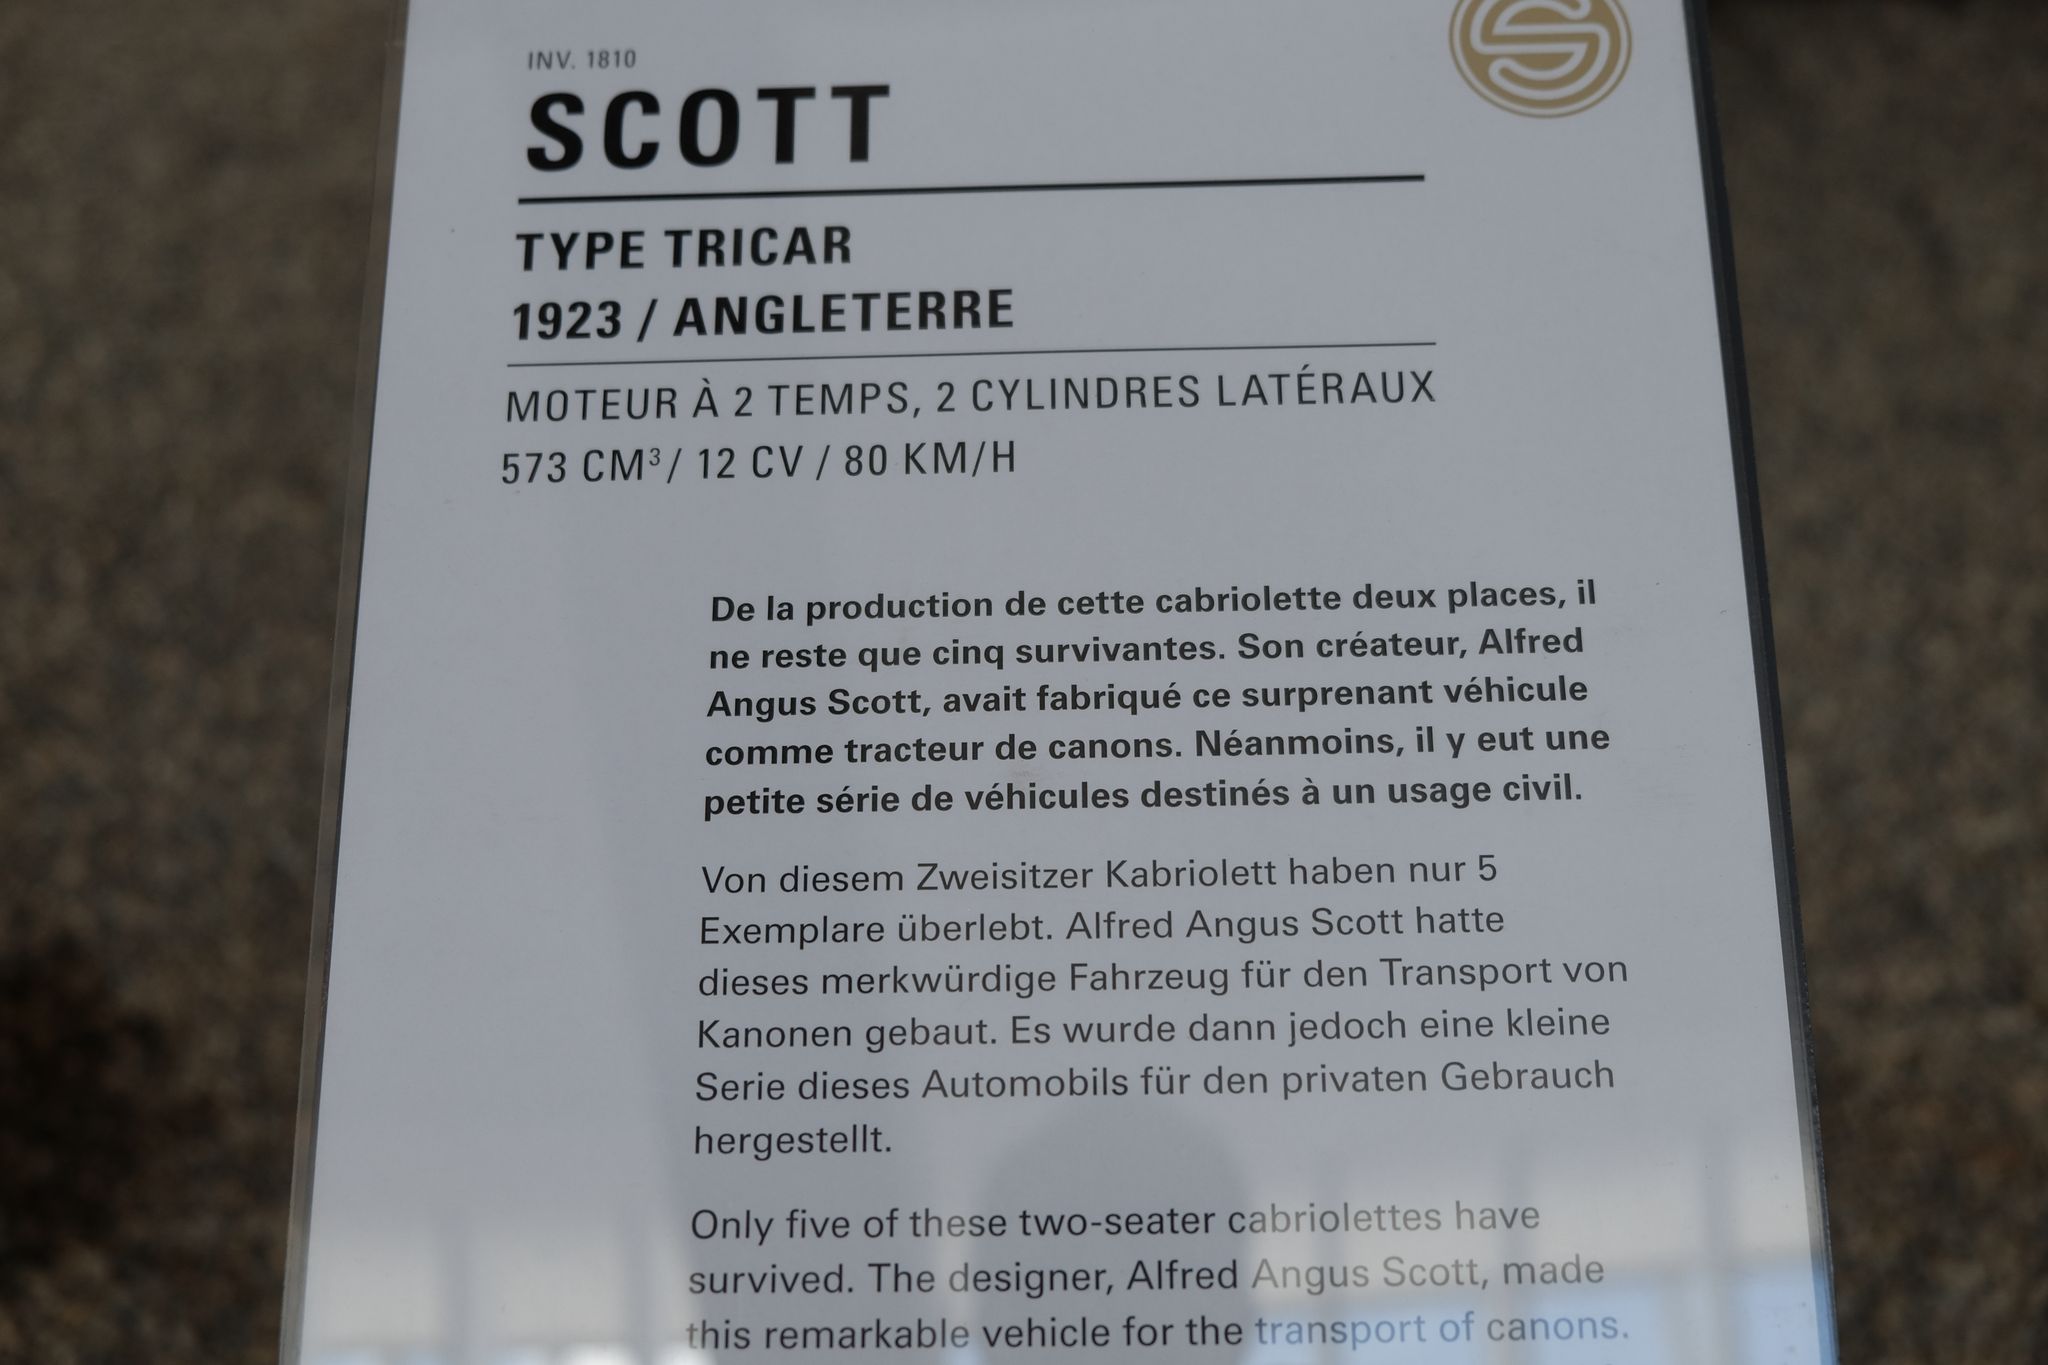 INV. 1810
S
SCOTT
TYPE TRICAR
1923 / ANGLETERRE
MOTEUR À 2 TEMPS, 2 CYLINDRES LATÉRAUX
573 CM³ / 12 CV / 80 KM/H
De la production de cette cabriolette deux places, il
ne reste que cinq survivantes. Son créateur, Alfred
Angus Scott, avait fabriqué ce surprenant véhicule
comme tracteur de canons. Néanmoins, il y eut une
petite série de véhicules destinés à un usage civil.
Von diesem Zweisitzer Kabriolett haben nur 5
Exemplare überlebt. Alfred Angus Scott hatte
dieses merkwürdige Fahrzeug für den Transport von
Kanonen gebaut. Es wurde dann jedoch eine kleine
Serie dieses Automobils für den privaten Gebrauch
hergestellt.
Only five of these two-seater cabriolettes have
survived. The designer, Alfred Angus Scott, made
this remarkable vehicle for the transport of canons.